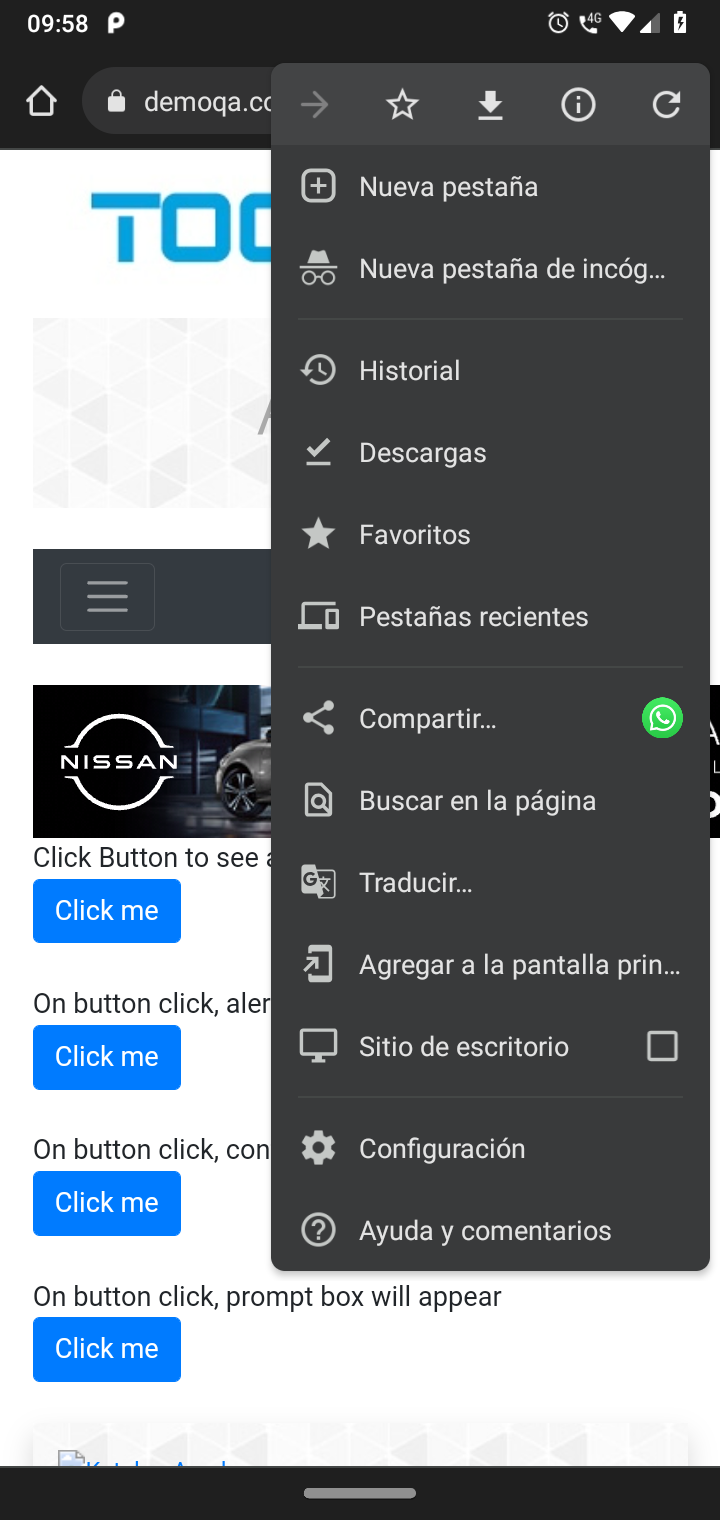 09:58
4G
demoqa.co
Nueva pestaña
Nueva pestaña de incóg...
Historial
Descargas
Favoritos
Pestañas recientes
NISSAN
Compartir...
Buscar en la página
Click Button to see
Click me
Traducir...
Agregar a la pantalla prin...
On button click, aler
Click me
Sitio de escritorio
On button click, con
Click me
Configuración
Ayuda y comentarios
On button click, prompt box will appear
Click me